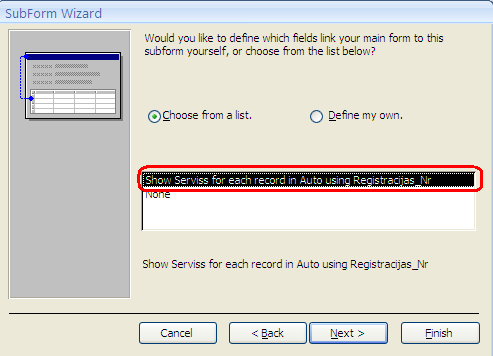 SubForm Wizard
Would you like to define which fields link your main form to this
subform yourself, or choose from the list below?
Choose from a list.
Define my own.
Show Serviss for each record in Auto using Registracijas_Nr
None
Show Serviss for each record in Auto using Registracijas_Nr
Cancel
< Back
Next >
Finish